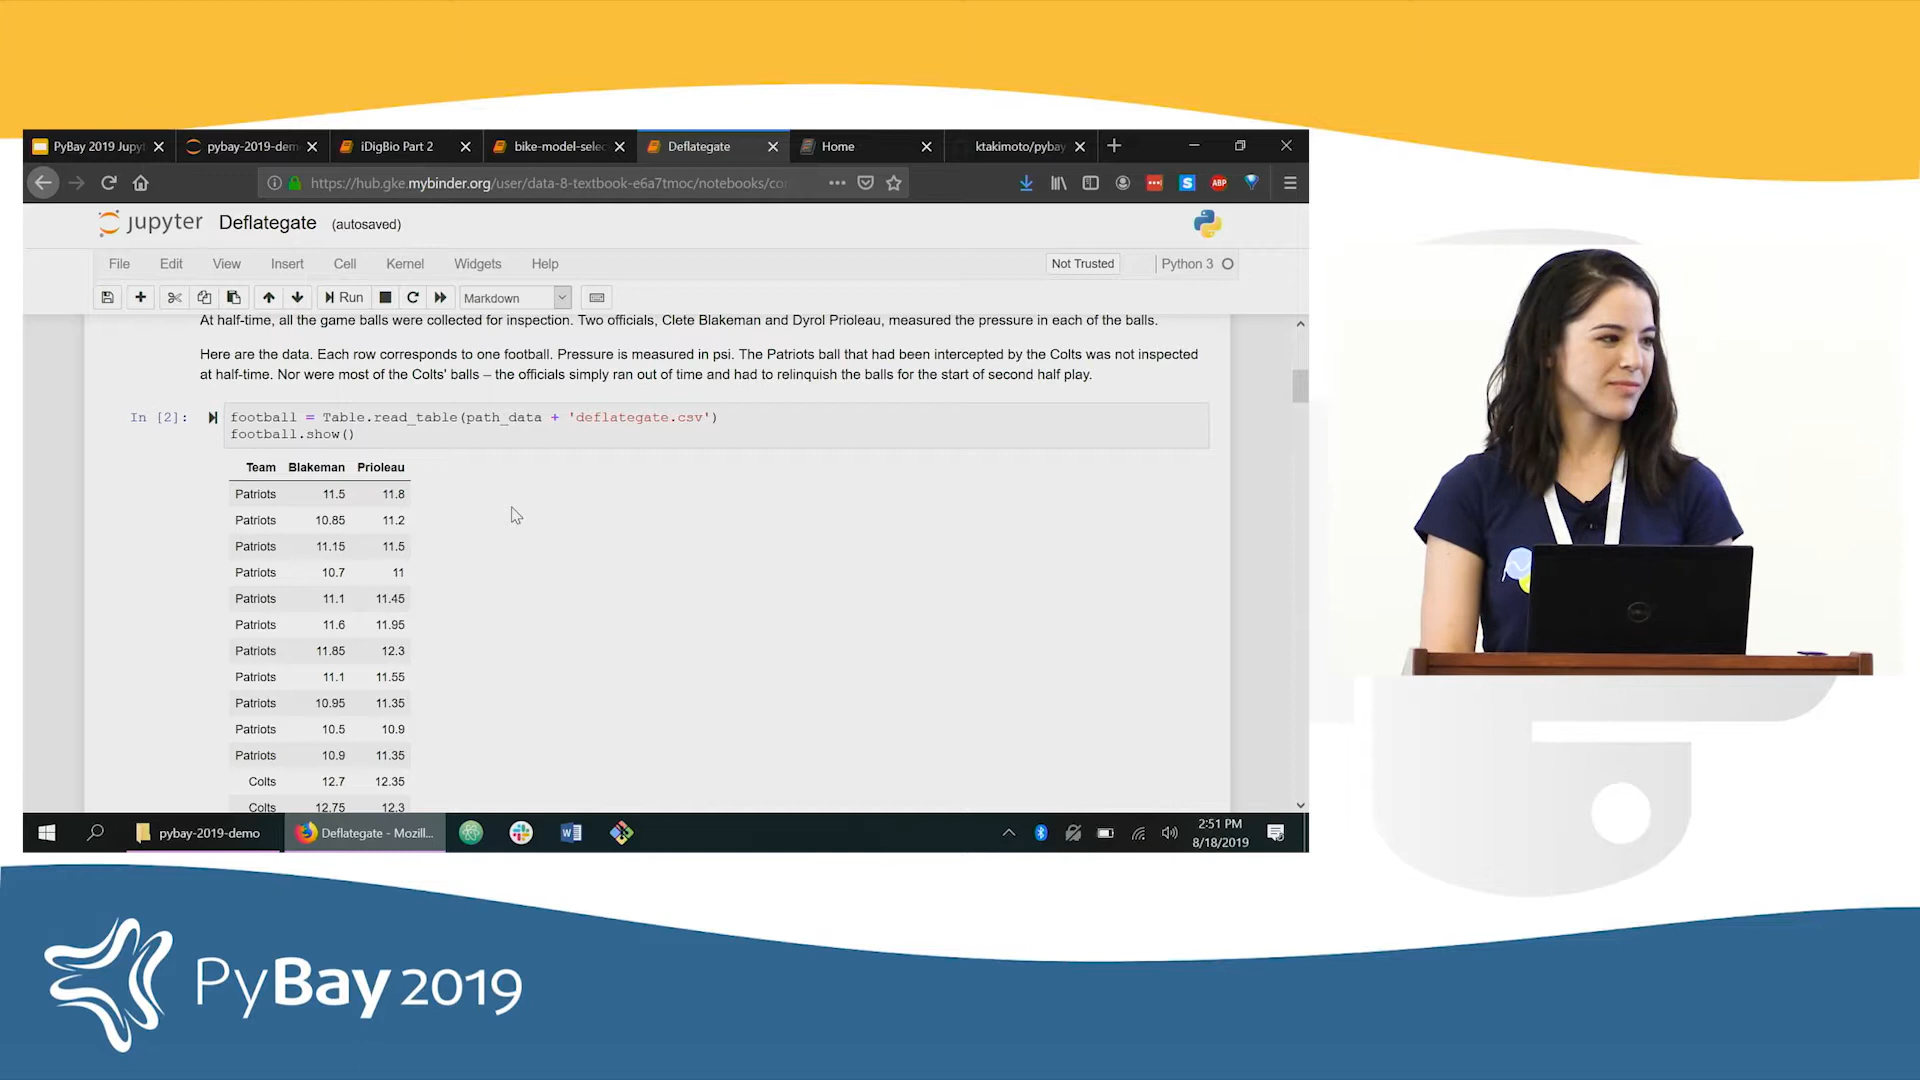 PyBay 2019 Jupyt
pybay-2019-dem
iDigBio Part 2
bike-model-selec
Deflategate
Home
ktakimoto/pybay
https://hub.gke.mybinder.org/user/data-8-textbook-e6a7tmoc/notebooks/cor
ABP
jupyter Deflategate (autosaved)
File Edit View Insert Cell Kernel Widgets Help Not Trusted Python 3
Run Markdown
At half-time, all the game balls were collected for inspection. Two officials, Clete Blakeman and Dyrol Prioleau, measured the pressure in each of the balls.
Here are the data. Each row corresponds to one football. Pressure is measured in psi. The Patriots ball that had been intercepted by the Colts was not inspected
at half-time. Nor were most of the Colts' balls – the officials simply ran out of time and had to relinquish the balls for the start of second half play.
In [2]: football = Table.read_table(path_data + 'deflategate.csv')
football.show()
Team Blakeman Prioleau
Patriots 11.5 11.8
Patriots 10.85 11.2
Patriots 11.15 11.5
Patriots 10.7 11
Patriots 11.1 11.45
Patriots 11.6 11.95
Patriots 11.85 12.3
Patriots 11.1 11.55
Patriots 10.95 11.35
Patriots 10.5 10.9
Patriots 10.9 11.35
Colts 12.7 12.35
Colts 12.75 12.3
pybay-2019-demo
Deflategate - Mozill...
2:51 PM
8/18/2019
DELL
PyBay 2019